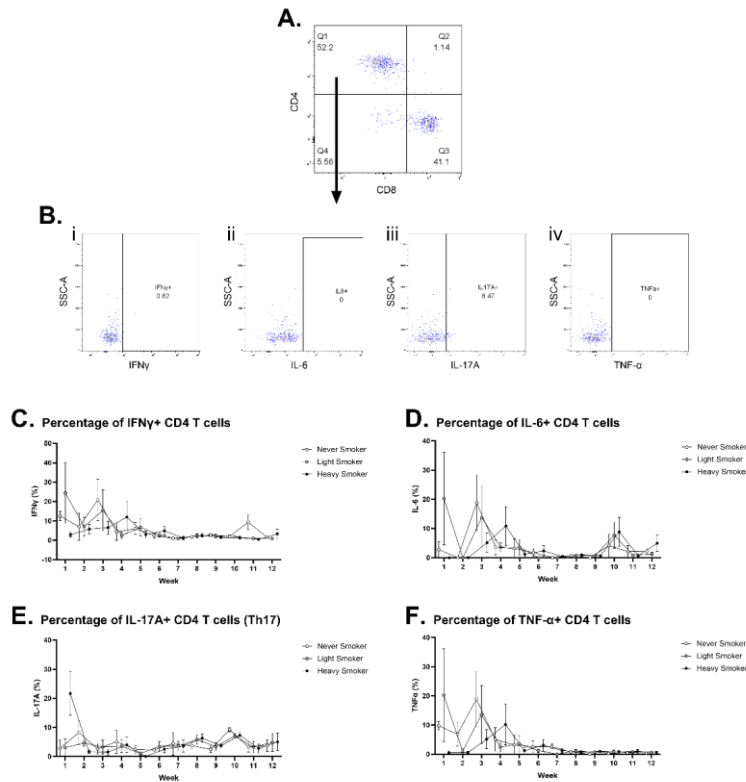 A.
Q1
52.2
Q2
1.14
CD4
Q4
5.56
Q3
41.1
CD8
B.
i
ii
iii
iv
SSC-A
IFNγ+
0.82
IFNγ
SSC-A
IL6+
0
IL-6
SSC-A
IL17A+
8.47
IL-17A
SSC-A
TNFa+
0
TNF-α
C. Percentage of IFNγ+ CD4 T cells
IFNγ (%)
60
50
40
30
20
10
0
-10
1 2 3 4 5 6 7 8 9 10 11 12
Week
Never Smoker
Light Smoker
Heavy Smoker
D. Percentage of IL-6+ CD4 T cells
IL-6 (%)
40
30
20
10
0
1 2 3 4 5 6 7 8 9 10 11 12
Week
Never Smoker
Light Smoker
Heavy Smoker
E. Percentage of IL-17A+ CD4 T cells (Th17)
IL-17A (%)
40
30
20
10
0
1 2 3 4 5 6 7 8 9 10 11 12
Week
Never Smoker
Light Smoker
Heavy Smoker
F. Percentage of TNF-α+ CD4 T cells
TNFα (%)
40
30
20
10
0
1 2 3 4 5 6 7 8 9 10 11 12
Week
Never Smoker
Light Smoker
Heavy Smoker